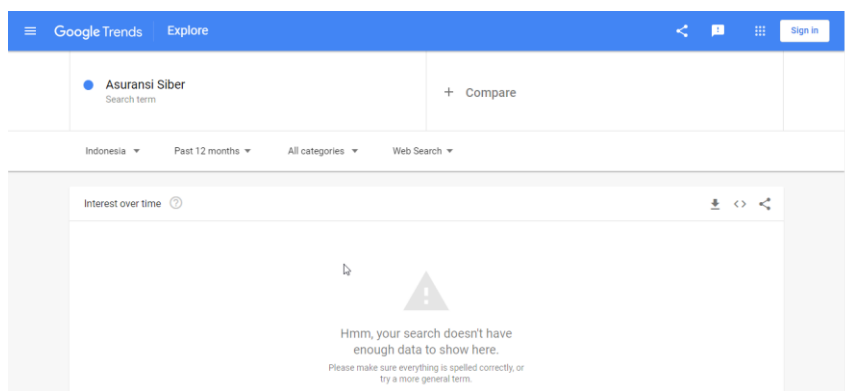 Google Trends Explore Sign in
Asuransi Siber
Search term
+ Compare
Indonesia Past 12 months All categories Web Search
Interest over time
Hmm, your search doesn't have
enough data to show here.
Please make sure everything is spelled correctly, or
try a more general term.